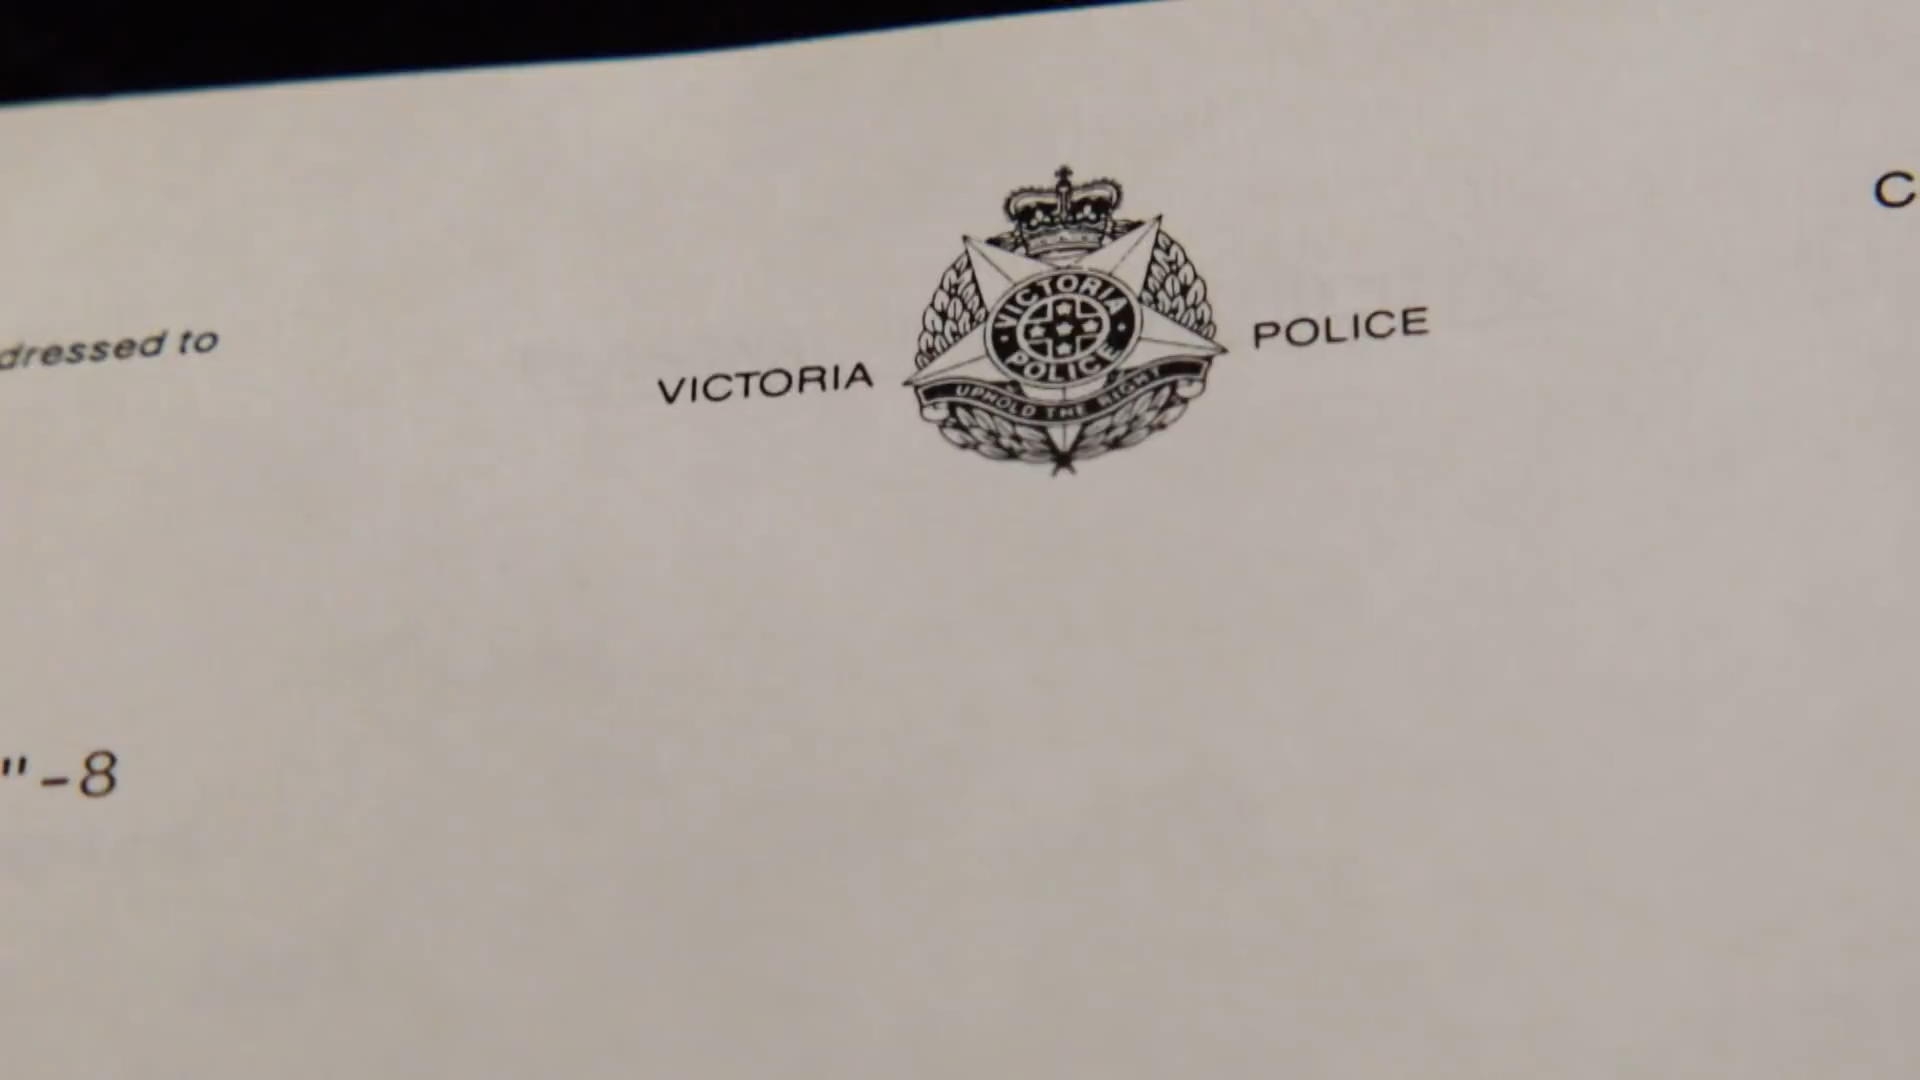 C
dressed to
VICTORIA POLICE
VICTORIA POLICE
UPHOLD THE RIGHT
"-8